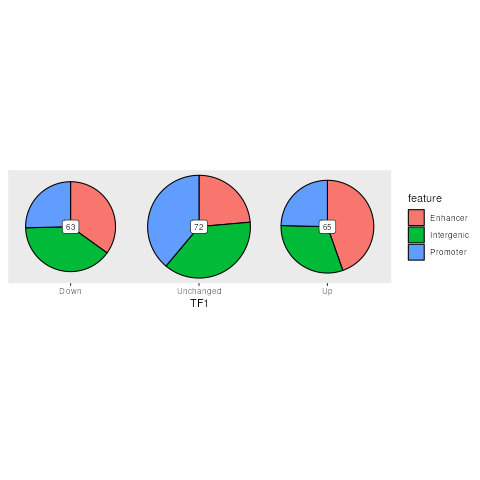 63
72
65
Down
Unchanged
Up
TF1
feature
Enhancer
Intergenic
Promoter